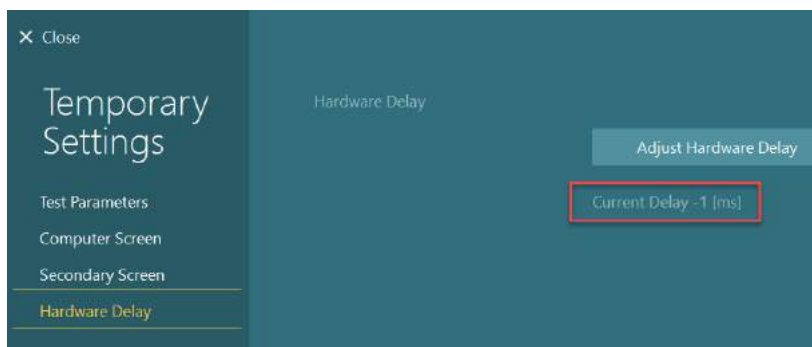 ✕ Close
Temporary
Settings
Test Parameters
Computer Screen
Secondary Screen
Hardware Delay
Hardware Delay
Adjust Hardware Delay
Current Delay -1 [ms]